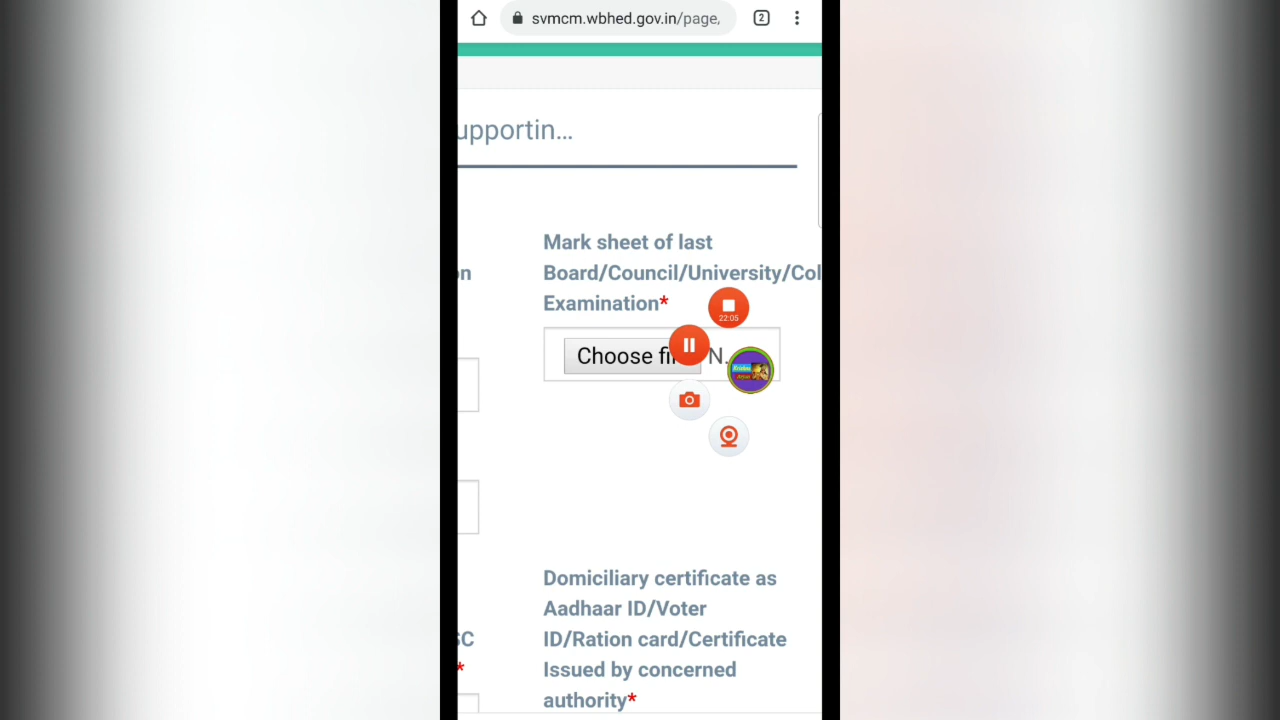 svmcm.wbhed.gov.in/page,
2
upportin...
Mark sheet of last
on
Board/Council/University/Col
Examination*
22:05
Choose fil
N.
Domiciliary certificate as
Aadhaar ID/Voter
SC
ID/Ration card/Certificate
*
Issued by concerned
authority*